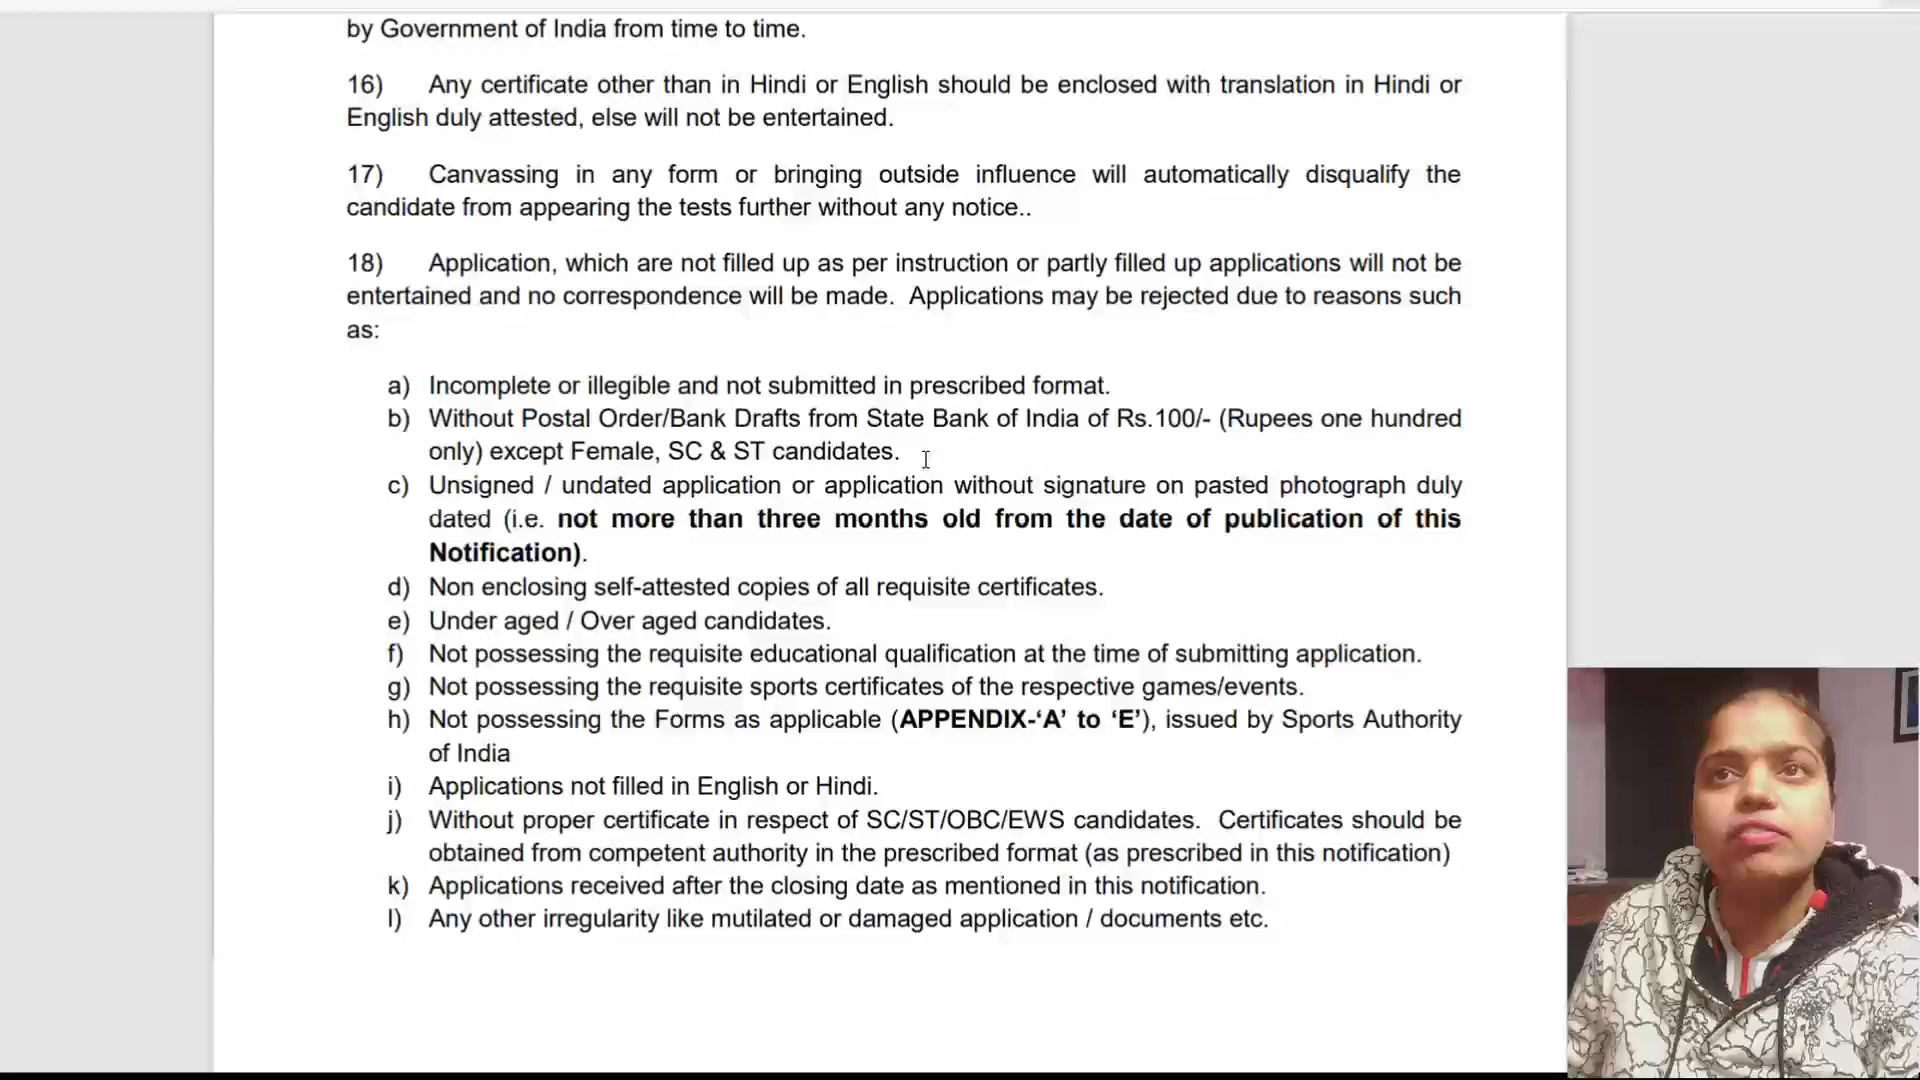 by Government of India from time to time.
16) Any certificate other than in Hindi or English should be enclosed with translation in Hindi or
English duly attested, else will not be entertained.
17) Canvassing in any form or bringing outside influence will automatically disqualify the
candidate from appearing the tests further without any notice..
18) Application, which are not filled up as per instruction or partly filled up applications will not be
entertained and no correspondence will be made. Applications may be rejected due to reasons such
as:
a) Incomplete or illegible and not submitted in prescribed format.
b) Without Postal Order/Bank Drafts from State Bank of India of Rs.100/- (Rupees one hundred
only) except Female, SC & ST candidates.
c) Unsigned / undated application or application without signature on pasted photograph duly
dated (i.e. not more than three months old from the date of publication of this
Notification).
d) Non enclosing self-attested copies of all requisite certificates.
e) Under aged / Over aged candidates.
f) Not possessing the requisite educational qualification at the time of submitting application.
g) Not possessing the requisite sports certificates of the respective games/events.
h) Not possessing the Forms as applicable (APPENDIX-‘A’ to ‘E’), issued by Sports Authority
of India
i) Applications not filled in English or Hindi.
j) Without proper certificate in respect of SC/ST/OBC/EWS candidates. Certificates should be
obtained from competent authority in the prescribed format (as prescribed in this notification)
k) Applications received after the closing date as mentioned in this notification.
l) Any other irregularity like mutilated or damaged application / documents etc.